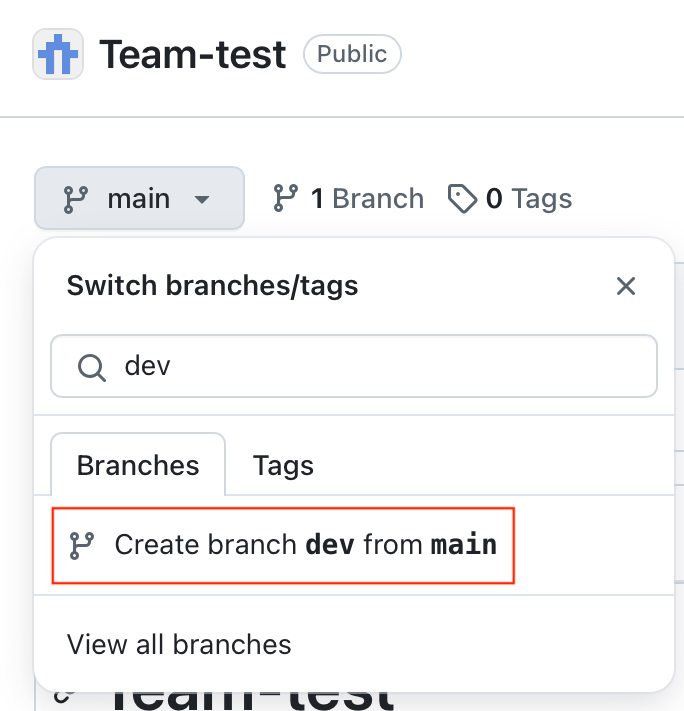 Team-test Public
main 1 Branch 0 Tags
Switch branches/tags
dev
Branches Tags
Create branch dev from main
View all branches
Team-test